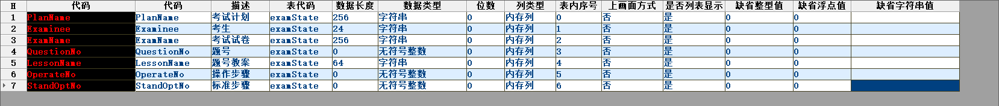 H 代码 代码 描述 表代码 数据长度 数据类型 位数 列类型 表内序号 上画面方式 是否列表显示 缺省整型值 缺省浮点值 缺省字符串值
1 PlanName PlanName 考试计划 examState 256 字符串 0 内存列 0 否 是 0 0
2 Examinee Examinee 考生 examState 24 字符串 0 内存列 1 否 是 0 0
3 ExamName ExamName 考试试卷 examState 256 字符串 0 内存列 2 否 是 0 0
4 QuestionNo QuestionNo 题号 examState 0 无符号整数 0 内存列 3 否 是 0 0
5 LessonName LessonName 题号教案 examState 64 字符串 0 内存列 4 否 是 0 0
6 OperateNo OperateNo 操作步骤 examState 0 无符号整数 0 内存列 5 否 是 0 0
7 StandOptNo StandOptNo 标准步骤 examState 0 无符号整数 0 内存列 6 否 是 0 0